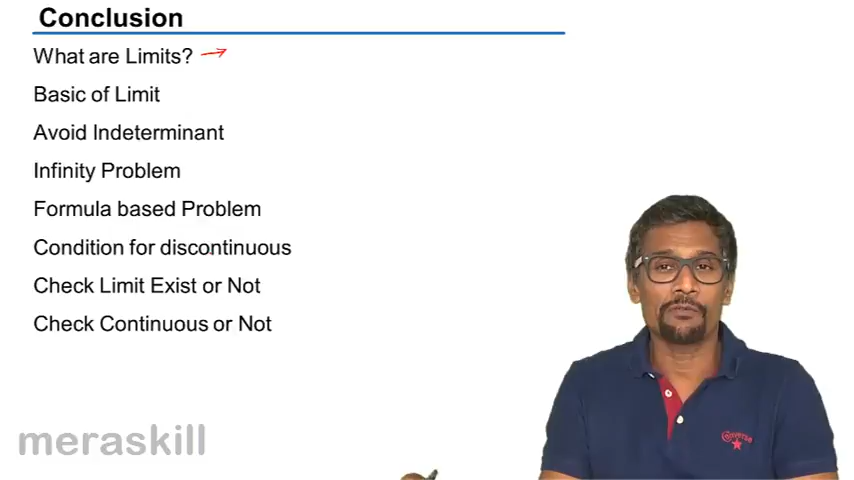 Conclusion
What are Limits?
Basic of Limit
Avoid Indeterminant
Infinity Problem
Formula based Problem
Condition for discontinuous
Check Limit Exist or Not
Check Continuous or Not
meraskill
Converse